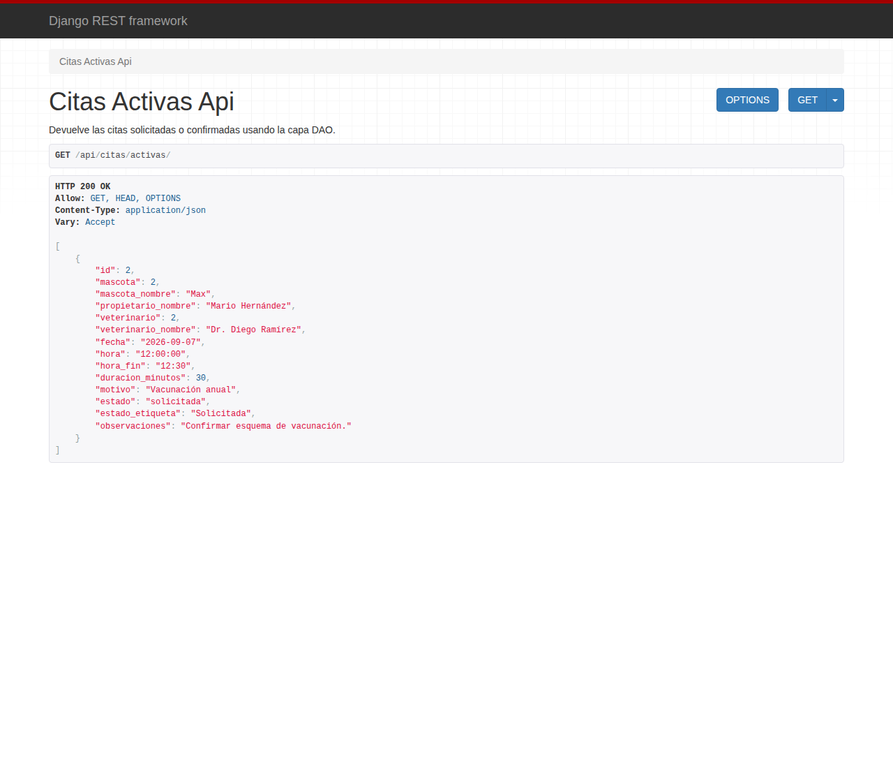 Django REST framework
Citas Activas Api
Citas Activas Api
OPTIONS
GET
Devuelve las citas solicitadas o confirmadas usando la capa DAO.
GET /api/citas/activas/
HTTP 200 OK
Allow: GET, HEAD, OPTIONS
Content-Type: application/json
Vary: Accept
[
    {
        "id": 2,
        "mascota": 2,
        "mascota_nombre": "Max",
        "propietario_nombre": "Mario Hernández",
        "veterinario": 2,
        "veterinario_nombre": "Dr. Diego Ramírez",
        "fecha": "2026-09-07",
        "hora": "12:00:00",
        "hora_fin": "12:30",
        "duracion_minutos": 30,
        "motivo": "Vacunación anual",
        "estado": "solicitada",
        "estado_etiqueta": "Solicitada",
        "observaciones": "Confirmar esquema de vacunación."
    }
]